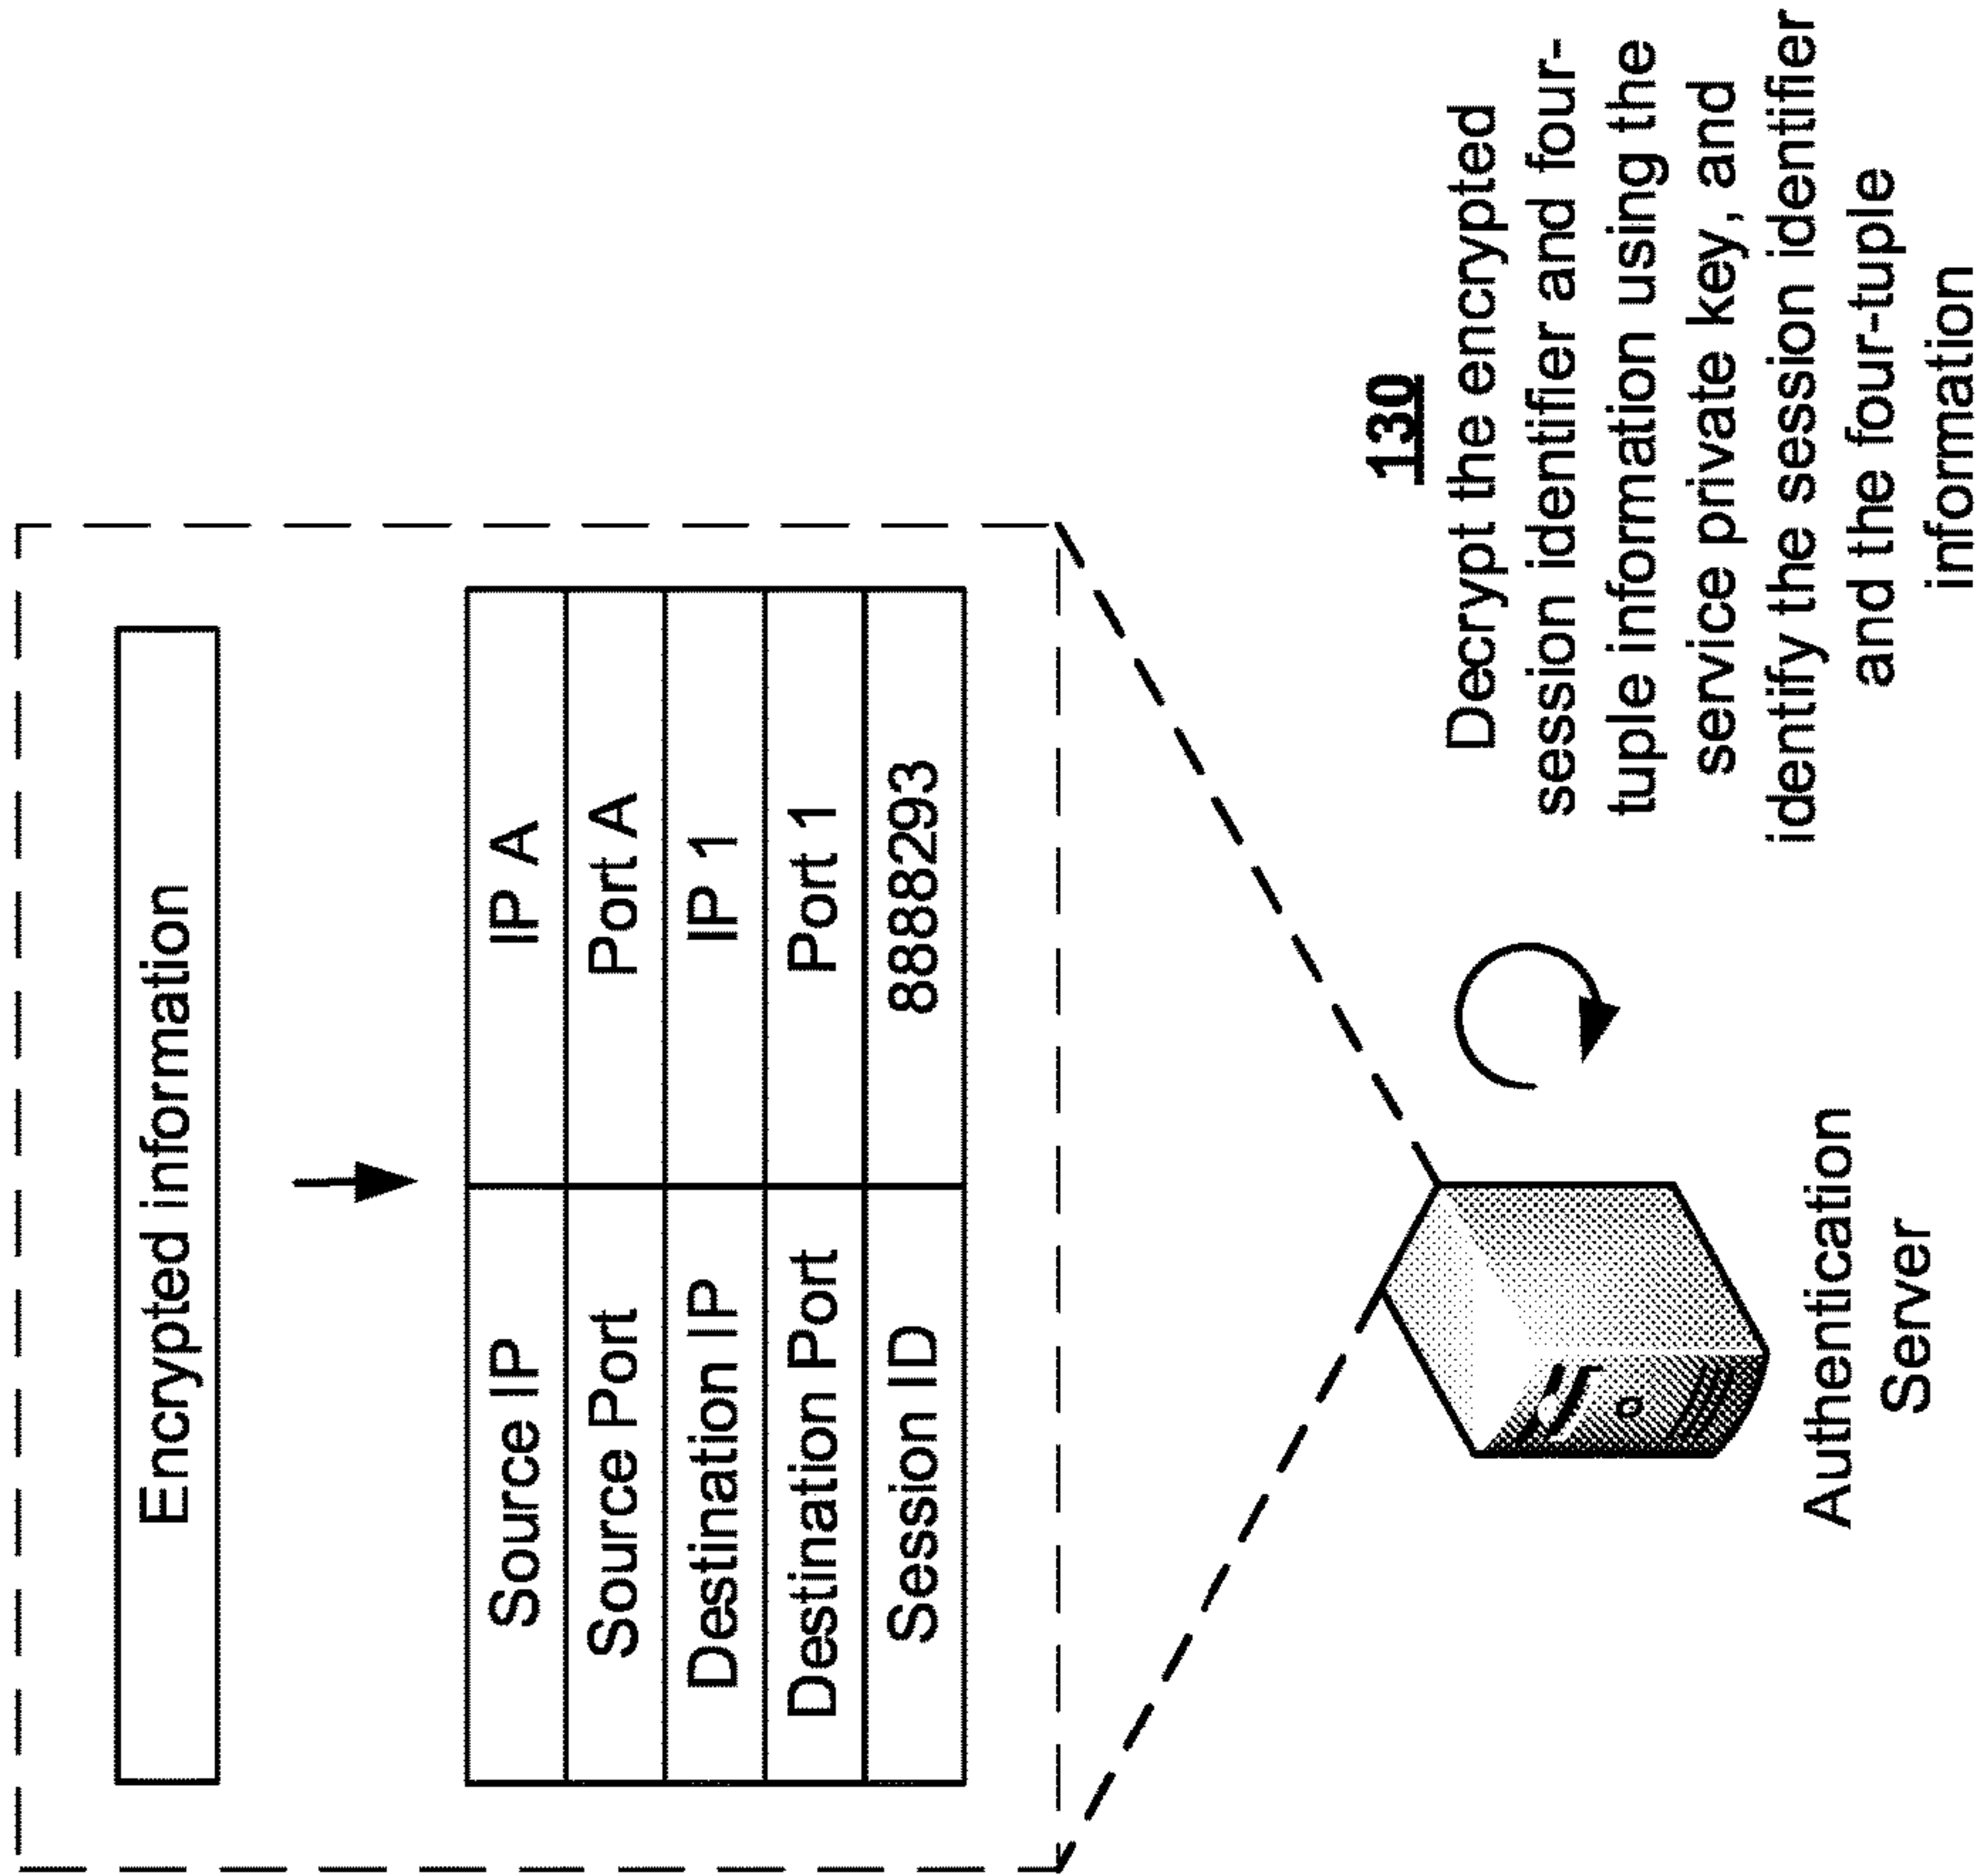 Encrypted information
Source IP IP A
Source Port Port A
Destination IP IP 1
Destination Port Port 1
Session ID 8888293
Authentication
Server
130
Decrypt the encrypted
session identifier and four-
tuple information using the
service private key, and
identify the session identifier
and the four-tuple
information